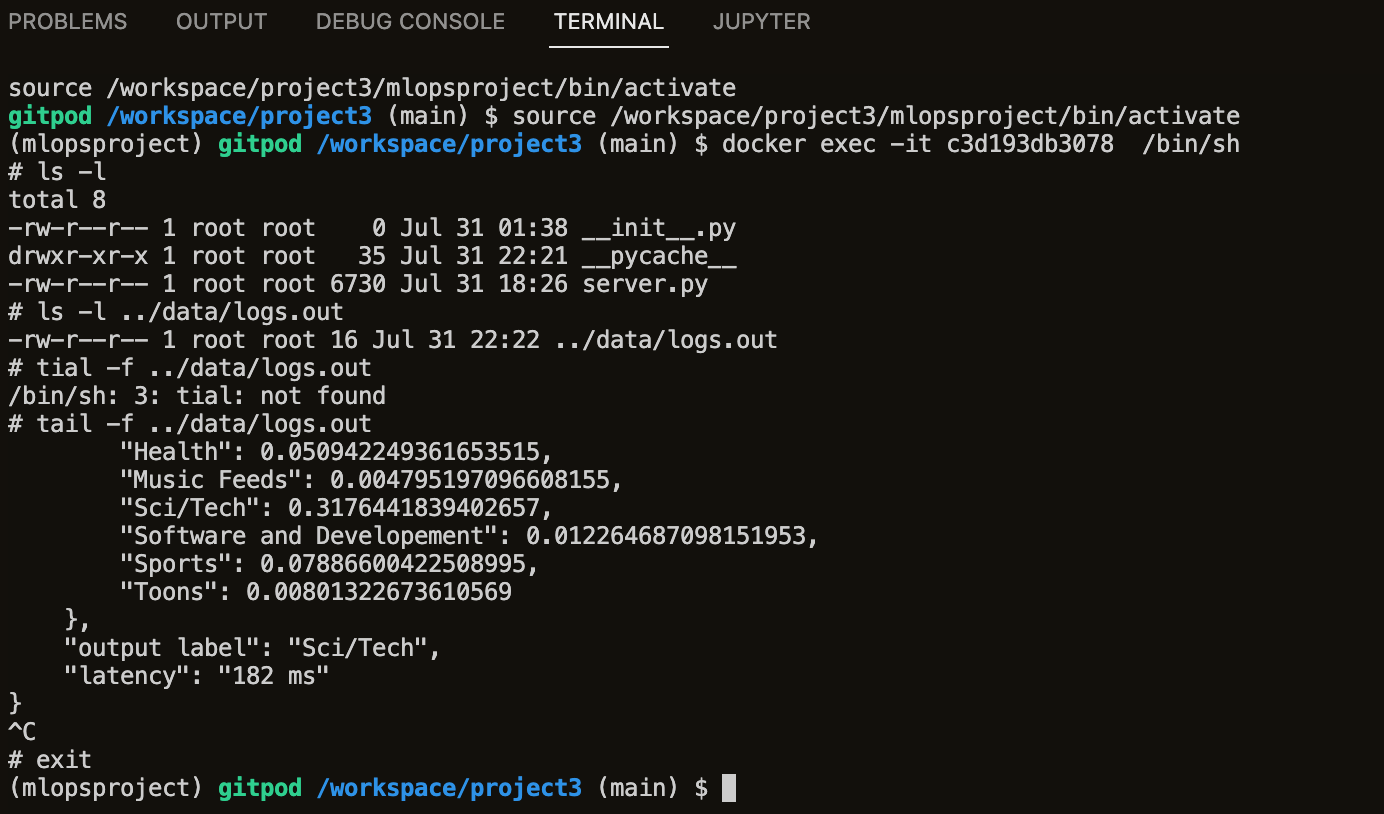 PROBLEMS OUTPUT DEBUG CONSOLE TERMINAL JUPYTER
source /workspace/project3/mlopsproject/bin/activate
gitpod /workspace/project3 (main) $ source /workspace/project3/mlopsproject/bin/activate
(mlopsproject) gitpod /workspace/project3 (main) $ docker exec -it c3d193db3078  /bin/sh
# ls -l
total 8
-rw-r--r-- 1 root root    0 Jul 31 01:38 __init__.py
drwxr-xr-x 1 root root   35 Jul 31 22:21 __pycache__
-rw-r--r-- 1 root root 6730 Jul 31 18:26 server.py
# ls -l ../data/logs.out
-rw-r--r-- 1 root root 16 Jul 31 22:22 ../data/logs.out
# tial -f ../data/logs.out
/bin/sh: 3: tial: not found
# tail -f ../data/logs.out
        "Health": 0.050942249361653515,
        "Music Feeds": 0.004795197096608155,
        "Sci/Tech": 0.3176441839402657,
        "Software and Developement": 0.012264687098151953,
        "Sports": 0.07886600422508995,
        "Toons": 0.00801322673610569
    },
    "output label": "Sci/Tech",
    "latency": "182 ms"
}
^C
# exit
(mlopsproject) gitpod /workspace/project3 (main) $